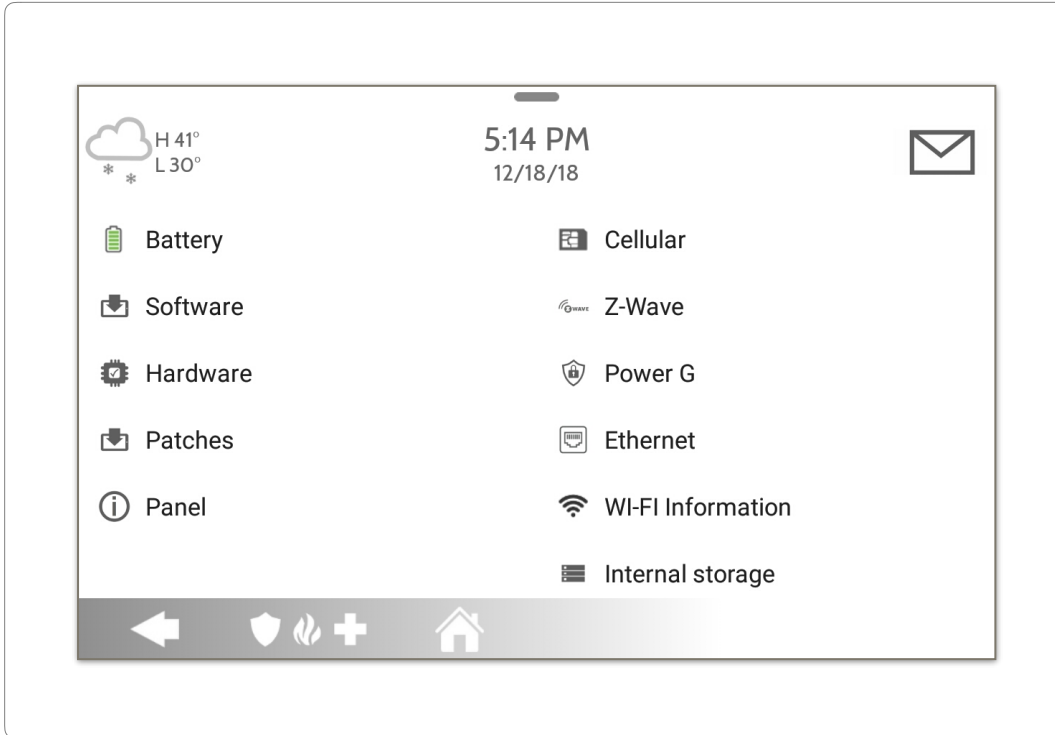 H 41°
L 30°
5:14 PM
12/18/18
Battery
Software
Hardware
Patches
Panel
Cellular
Z WAVE
Z-Wave
Power G
Ethernet
WI-FI Information
Internal storage